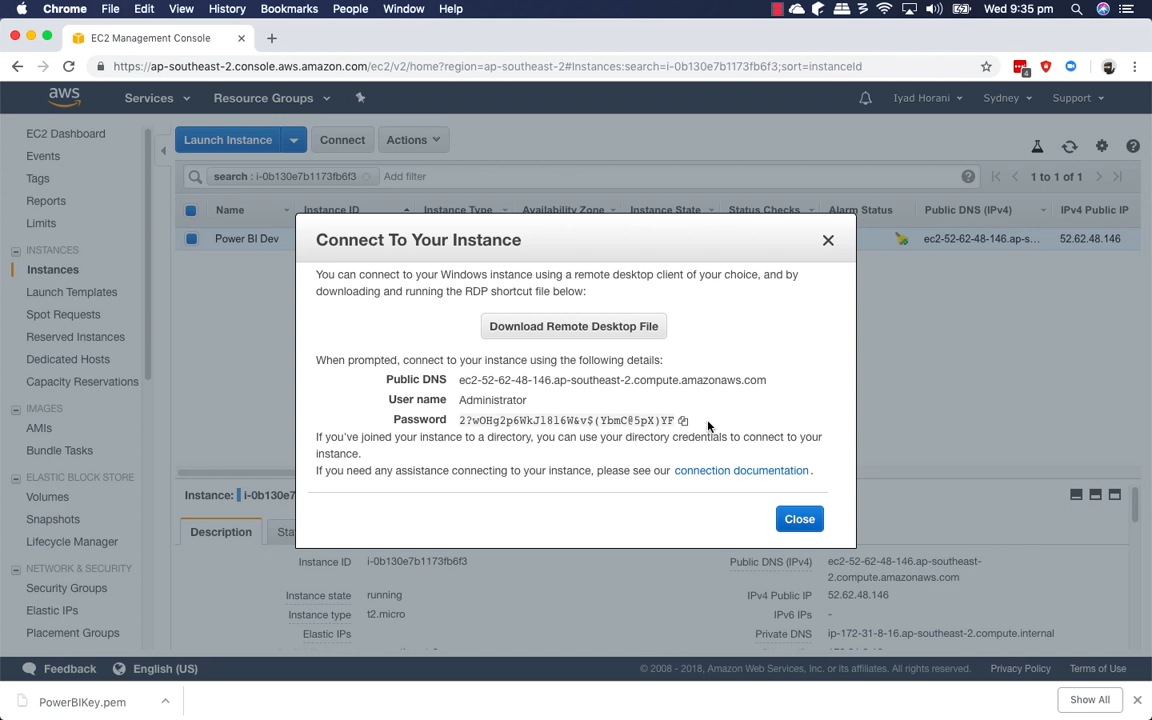 Chrome File Edit View History Bookmarks People Window Help Wed 9:35 pm
EC2 Management Console
https://ap-southeast-2.console.aws.amazon.com/ec2/v2/home?region=ap-southeast-2#Instances:search=i-0b130e7b1173fb6f3;sort=instanceId
4
aws Services Resource Groups Iyad Horani Sydney Support
EC2 Dashboard
Events
Tags
Reports
Limits
INSTANCES
Instances
Launch Templates
Spot Requests
Reserved Instances
Dedicated Hosts
Capacity Reservations
IMAGES
AMIs
Bundle Tasks
ELASTIC BLOCK STORE
Volumes
Snapshots
Lifecycle Manager
NETWORK & SECURITY
Security Groups
Elastic IPs
Placement Groups
Launch Instance Connect Actions
search : i-0b130e7b1173fb6f3 Add filter 1 to 1 of 1
Name Instance ID Instance Type Availability Zone Instance State Status Checks Alarm Status Public DNS (IPv4) IPv4 Public IP
Power BI Dev ec2-52-62-48-146.ap-s... 52.62.48.146
Connect To Your Instance
You can connect to your Windows instance using a remote desktop client of your choice, and by
downloading and running the RDP shortcut file below:
Download Remote Desktop File
When prompted, connect to your instance using the following details:
Public DNS ec2-52-62-48-146.ap-southeast-2.compute.amazonaws.com
User name Administrator
Password 2?wOHg2p6WkJl8l6W&v$(YbmC@5pX)YF
If you've joined your instance to a directory, you can use your directory credentials to connect to your
instance.
If you need any assistance connecting to your instance, please see our connection documentation.
Close
Instance: i-0b130e7
Description Sta
Instance ID i-0b130e7b1173fb6f3 Public DNS (IPv4) ec2-52-62-48-146.ap-southeast-
2.compute.amazonaws.com
Instance state running IPv4 Public IP 52.62.48.146
Instance type t2.micro IPv6 IPs -
Elastic IPs Private DNS ip-172-31-8-16.ap-southeast-2.compute.internal
Feedback English (US) © 2008 - 2018, Amazon Web Services, Inc. or its affiliates. All rights reserved. Privacy Policy Terms of Use
PowerBIKey.pem Show All